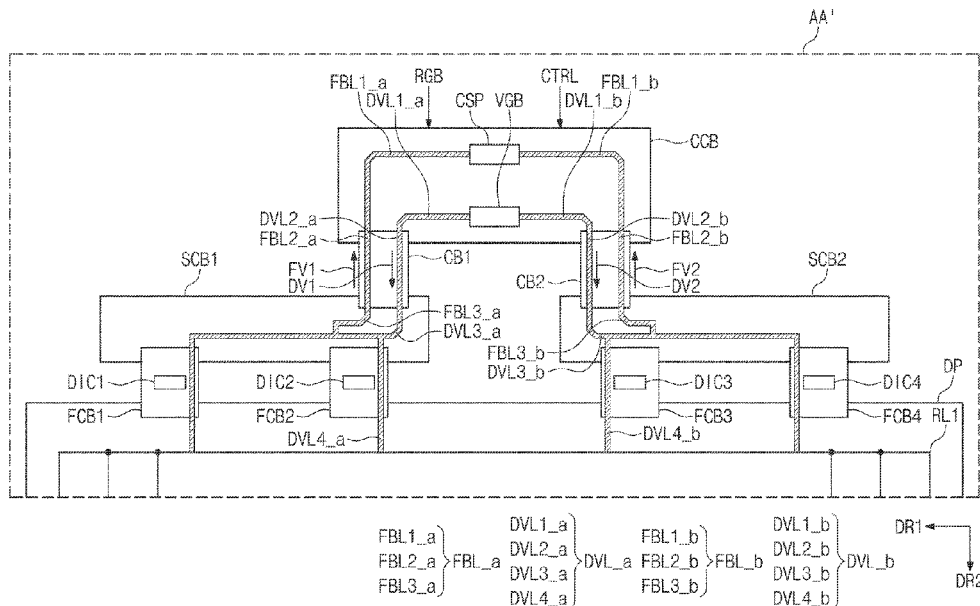 AA'
FBL1_a RGB CTRL FBL1_b
DVL1_a CSP VGB DVL1_b
CCB
DVL2_a DVL2_b
FBL2_a FBL2_b
SCB1 CB1 SCB2
FV1 CB2 FV2
DV1 DV2
FBL3_a
DVL3_a FBL3_b
DVL3_b
DIC1 DIC2 DIC3 DIC4 DP
FCB1 FCB2 FCB3 FCB4 RL1
DVL4_a DVL4_b
FBL1_a
FBL2_a
FBL3_a
FBL_a
DVL1_a
DVL2_a
DVL3_a
DVL4_a
DVL_a
FBL1_b
FBL2_b
FBL3_b
FBL_b
DVL1_b
DVL2_b
DVL3_b
DVL4_b
DVL_b
DR1
DR2